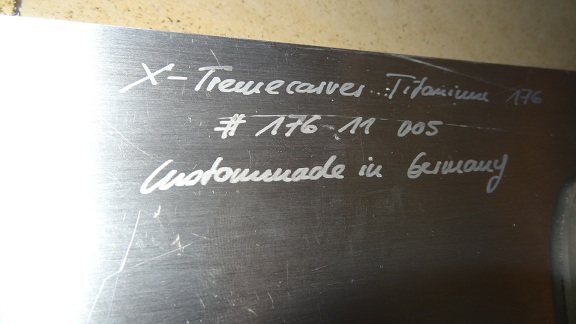 X-Tremecarver Titanium 176
# 176-11 005
Custommade in Germany